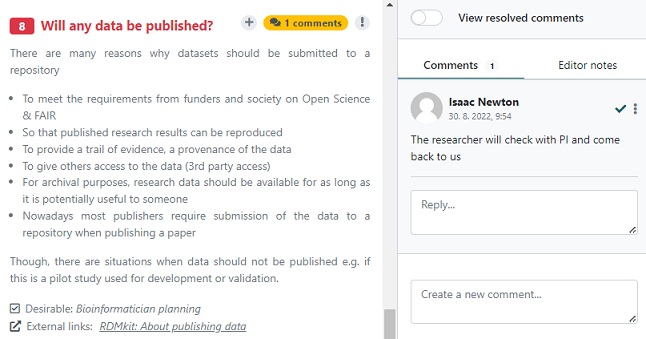 8 Will any data be published?
1 comments
There are many reasons why datasets should be submitted to a
repository
To meet the requirements from funders and society on Open Science
& FAIR
So that published research results can be reproduced
To provide a trail of evidence, a provenance of the data
To give others access to the data (3rd party access)
For archival purposes, research data should be available for as long as
it is potentially useful to someone
Nowadays most publishers require submission of the data to a
repository when publishing a paper
Though, there are situations when data should not be published e.g. if
this is a pilot study used for development or validation.
Desirable: Bioinformatician planning
External links: RDMkit: About publishing data
View resolved comments
Comments 1
Editor notes
Isaac Newton
30. 8. 2022, 9:54
The researcher will check with PI and come
back to us
Reply...
Create a new comment...